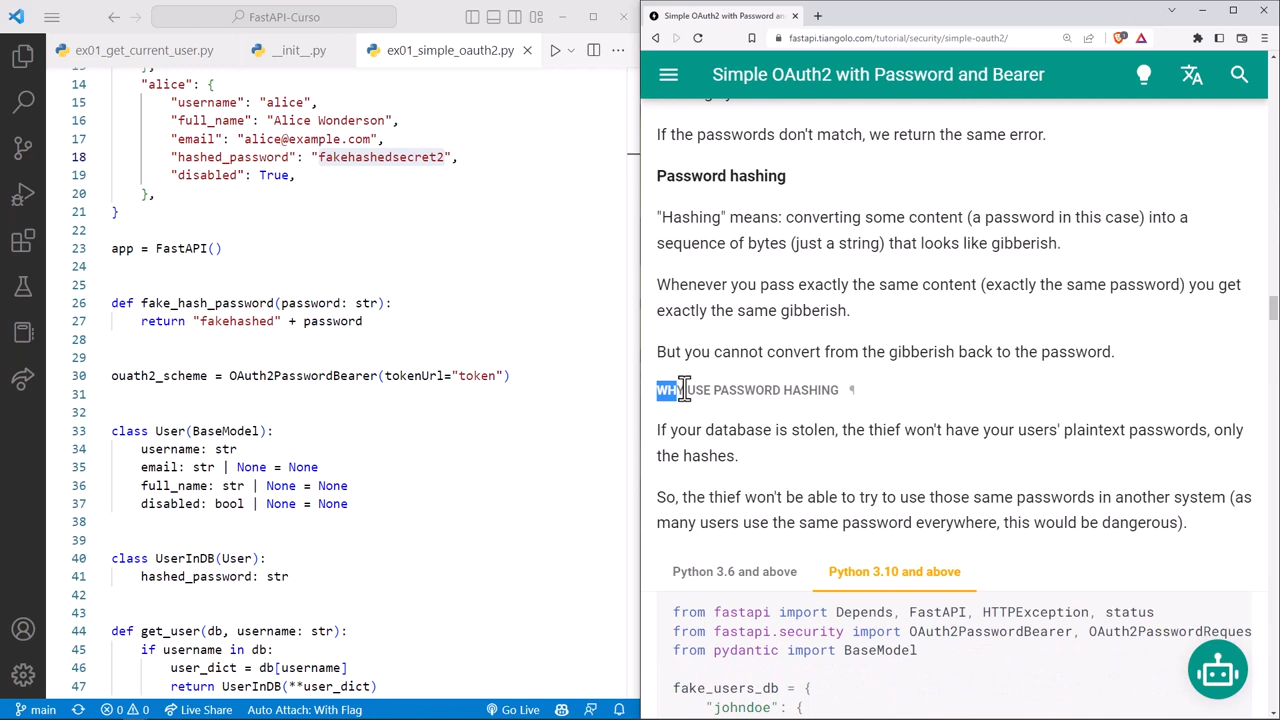 FastAPI-Curso
ex01_get_current_user.py
__init__.py
ex01_simple_oauth2.py
14 "alice": {
15 "username": "alice",
16 "full_name": "Alice Wonderson",
17 "email": "alice@example.com",
18 "hashed_password": "fakehashedsecret2",
19 "disabled": True,
20 },
21 }
22
23 app = FastAPI()
24
25
26 def fake_hash_password(password: str):
27 return "fakehashed" + password
28
29
30 ouath2_scheme = OAuth2PasswordBearer(tokenUrl="token")
31
32
33 class User(BaseModel):
34 username: str
35 email: str | None = None
36 full_name: str | None = None
37 disabled: bool | None = None
38
39
40 class UserInDB(User):
41 hashed_password: str
42
43
44 def get_user(db, username: str):
45 if username in db:
46 user_dict = db[username]
47 return UserInDB(**user_dict)
main
0 0
Live Share
Auto Attach: With Flag
Go Live
Simple OAuth2 with Password and
fastapi.tiangolo.com/tutorial/security/simple-oauth2/
Simple OAuth2 with Password and Bearer
If the passwords don't match, we return the same error.
Password hashing
"Hashing" means: converting some content (a password in this case) into a
sequence of bytes (just a string) that looks like gibberish.
Whenever you pass exactly the same content (exactly the same password) you get
exactly the same gibberish.
But you cannot convert from the gibberish back to the password.
WHY USE PASSWORD HASHING ¶
If your database is stolen, the thief won't have your users' plaintext passwords, only
the hashes.
So, the thief won't be able to try to use those same passwords in another system (as
many users use the same password everywhere, this would be dangerous).
Python 3.6 and above
Python 3.10 and above
from fastapi import Depends, FastAPI, HTTPException, status
from fastapi.security import OAuth2PasswordBearer, OAuth2PasswordReques
from pydantic import BaseModel
fake_users_db = {
"johndoe": {